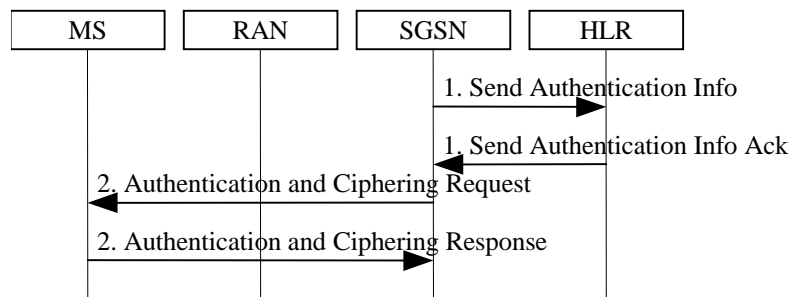 MS RAN SGSN HLR
1. Send Authentication Info
1. Send Authentication Info Ack
2. Authentication and Ciphering Request
2. Authentication and Ciphering Response